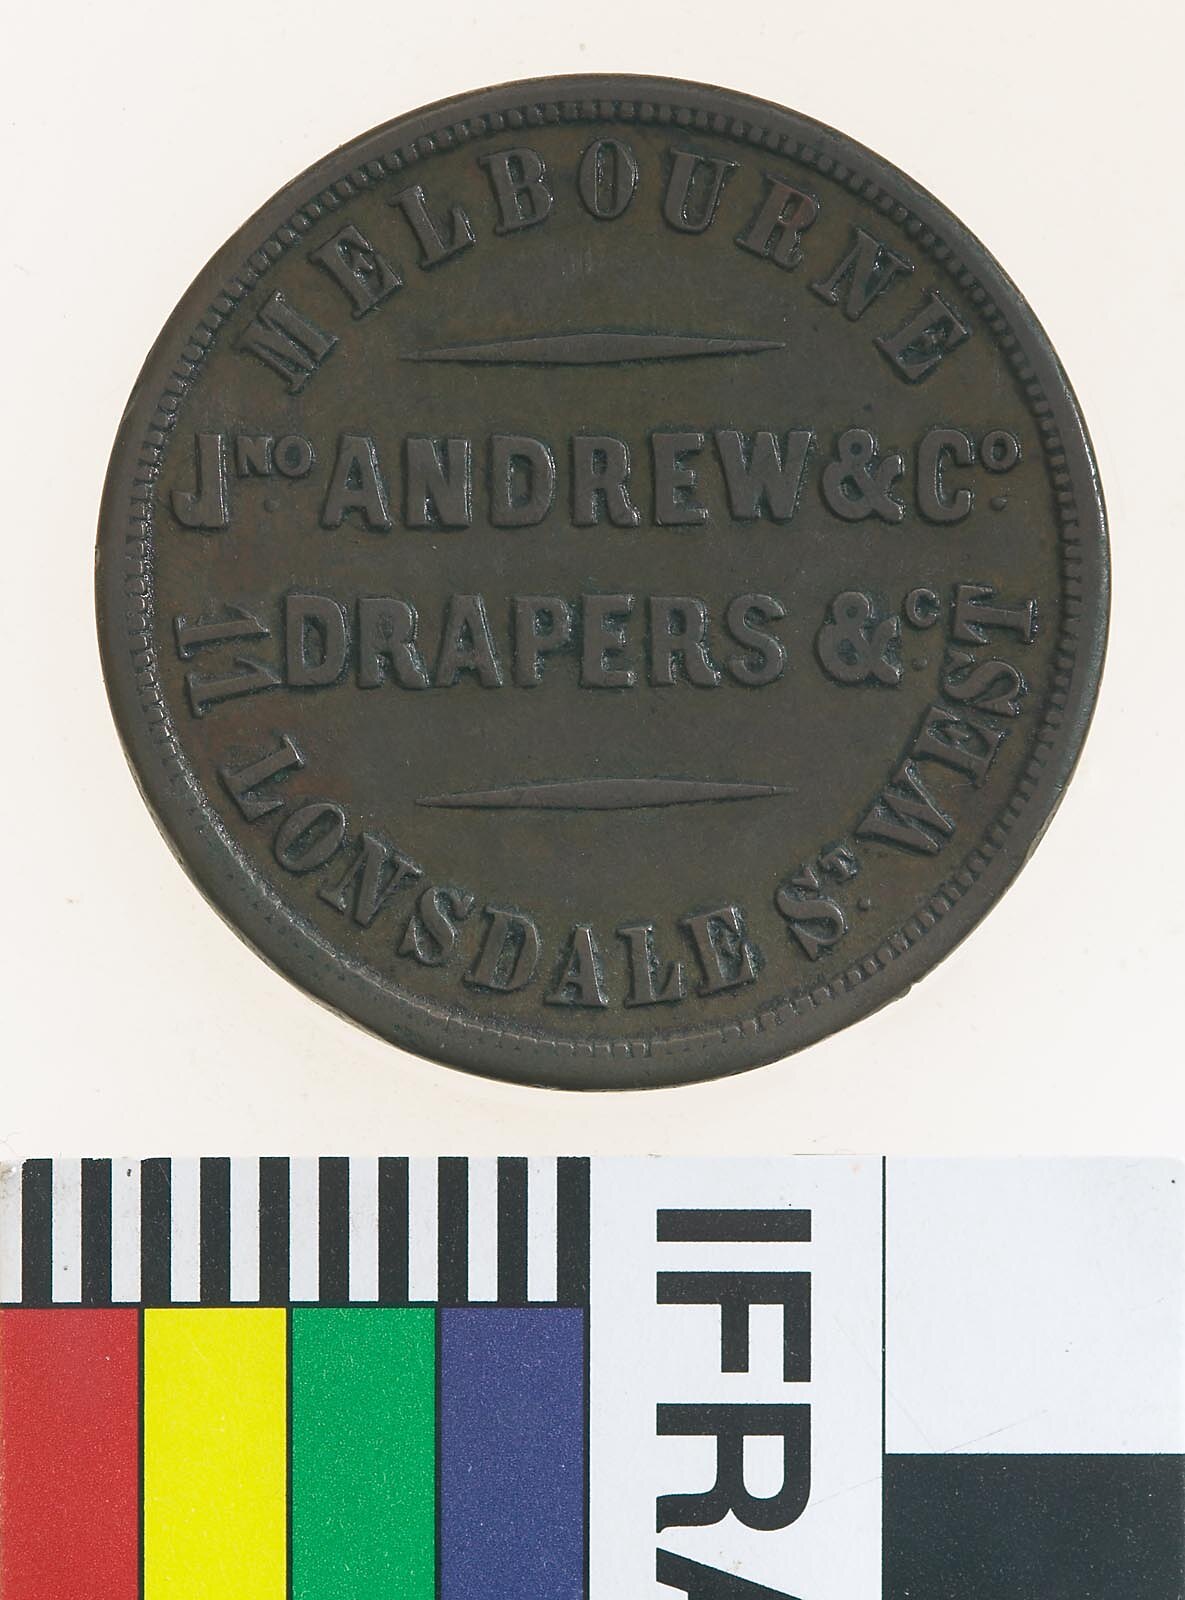 MELBOURNE
JNO. ANDREW & CO.
DRAPERS &C.
11 LONSDALE ST. WEST
IFRA